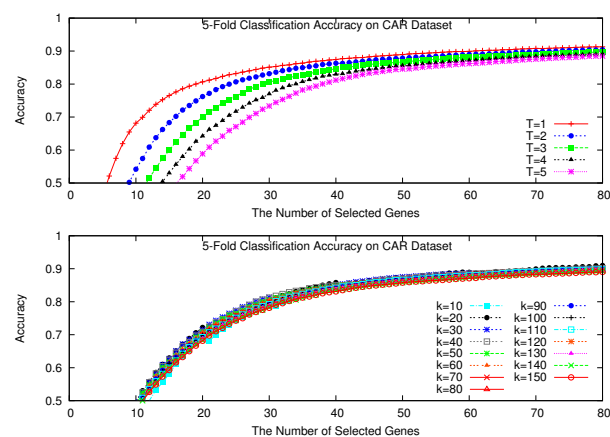 5-Fold Classification Accuracy on CAR Dataset
1
0.9
0.8
0.7
0.6
0.5
Accuracy
T=1
T=2
T=3
T=4
T=5
0 10 20 30 40 50 60 70 80
The Number of Selected Genes
5-Fold Classification Accuracy on CAR Dataset
1
0.9
0.8
0.7
0.6
0.5
Accuracy
k=10 k=90
k=20 k=100
k=30 k=110
k=40 k=120
k=50 k=130
k=60 k=140
k=70 k=150
k=80
0 10 20 30 40 50 60 70 80
The Number of Selected Genes